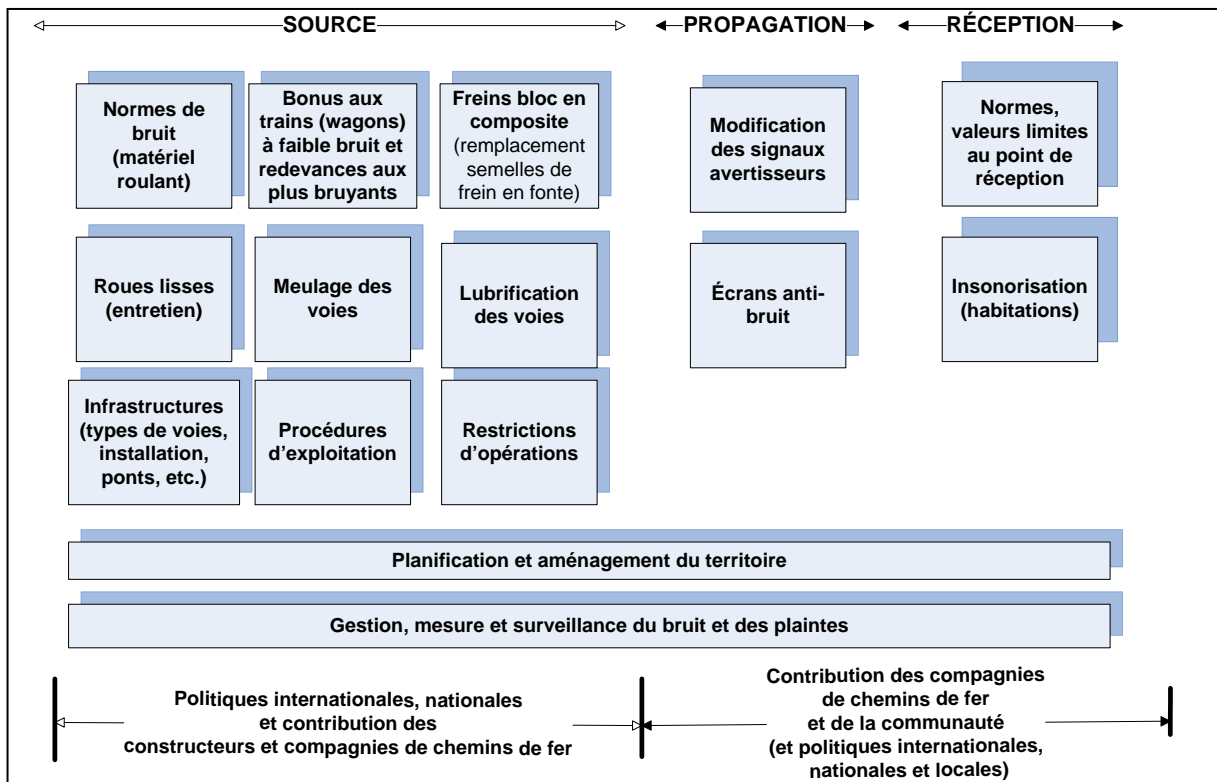 SOURCE
PROPAGATION
RÉCEPTION
Normes de
bruit
(matériel
roulant)
Bonus aux
trains (wagons)
à faible bruit et
redevances aux
plus bruyants
Freins bloc en
composite
(remplacement
semelles de
frein en fonte)
Modification
des signaux
avertisseurs
Normes,
valeurs limites
au point de
réception
Roues lisses
(entretien)
Meulage des
voies
Lubrification
des voies
Écrans anti-
bruit
Insonorisation
(habitations)
Infrastructures
(types de voies,
installation,
ponts, etc.)
Procédures
d’exploitation
Restrictions
d’opérations
Planification et aménagement du territoire
Gestion, mesure et surveillance du bruit et des plaintes
Politiques internationales, nationales
et contribution des
constructeurs et compagnies de chemins de fer
Contribution des compagnies
de chemins de fer
et de la communauté
(et politiques internationales,
nationales et locales)